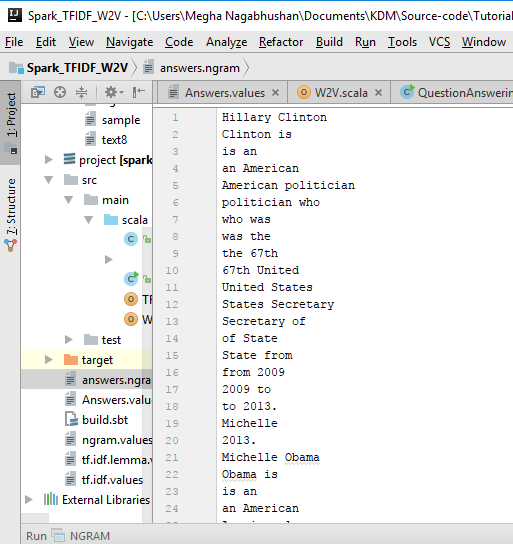 Spark_TFIDF_W2V - [C:\Users\Megha Nagabhushan\Documents\KDM\Source-code\Tutorial
File Edit View Navigate Code Analyze Refactor Build Run Tools VCS Window
Spark_TFIDF_W2V answers.ngram
Answers.values × W2V.scala × QuestionAnswerin
1: Project
7: Structure
sample
text8
project [spark
src
main
scala
TF
W
test
target
answers.ngra
Answers.valu
build.sbt
ngram.values
tf.idf.lemma.v
tf.idf.values
External Libraries
1 Hillary Clinton
2 Clinton is
3 is an
4 an American
5 American politician
6 politician who
7 who was
8 was the
9 the 67th
10 67th United
11 United States
12 States Secretary
13 Secretary of
14 of State
15 State from
16 from 2009
17 2009 to
18 to 2013.
19 Michelle
20 2013.
21 Michelle Obama
22 Obama is
23 is an
24 an American
Run NGRAM